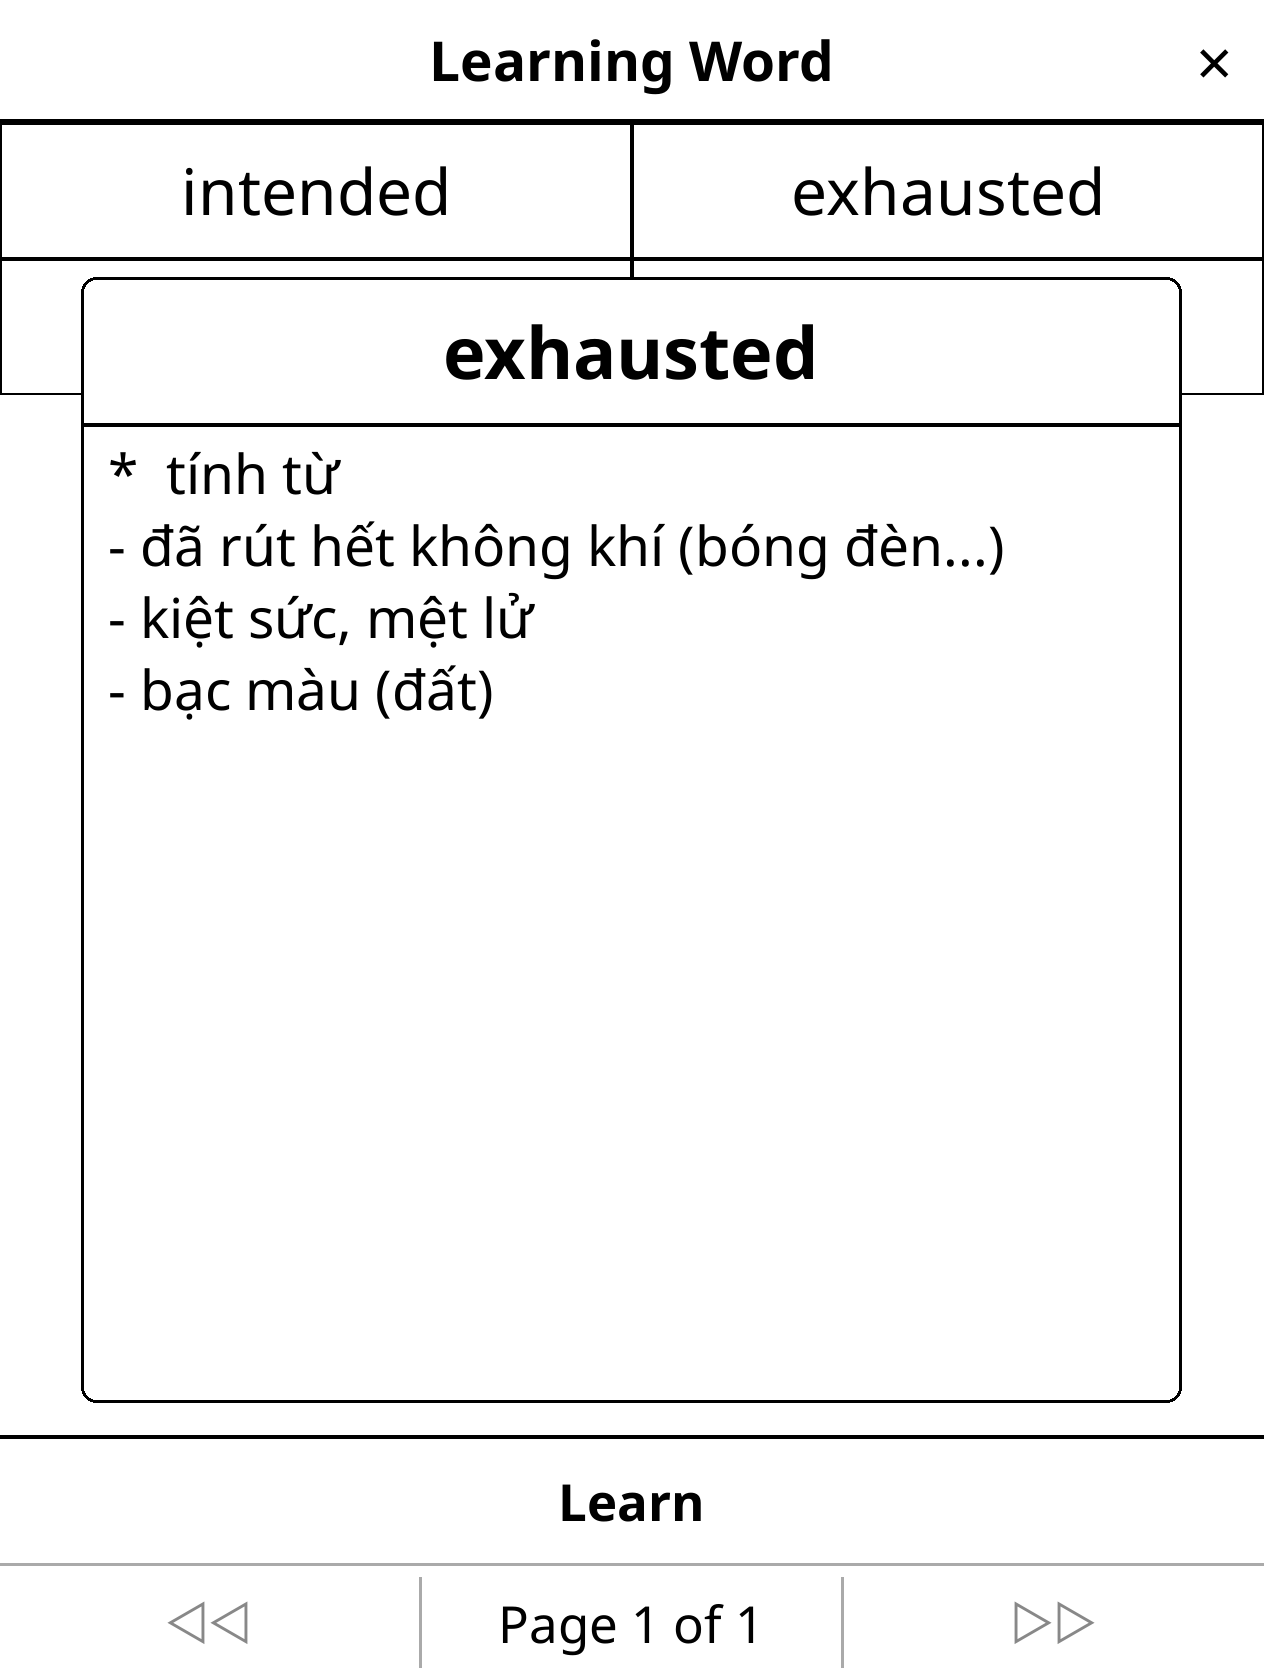 Learning Word ×
intended
exhausted
exhausted
* tính từ
- đã rút hết không khí (bóng đèn...)
- kiệt sức, mệt lử
- bạc màu (đất)
Learn
Page 1 of 1